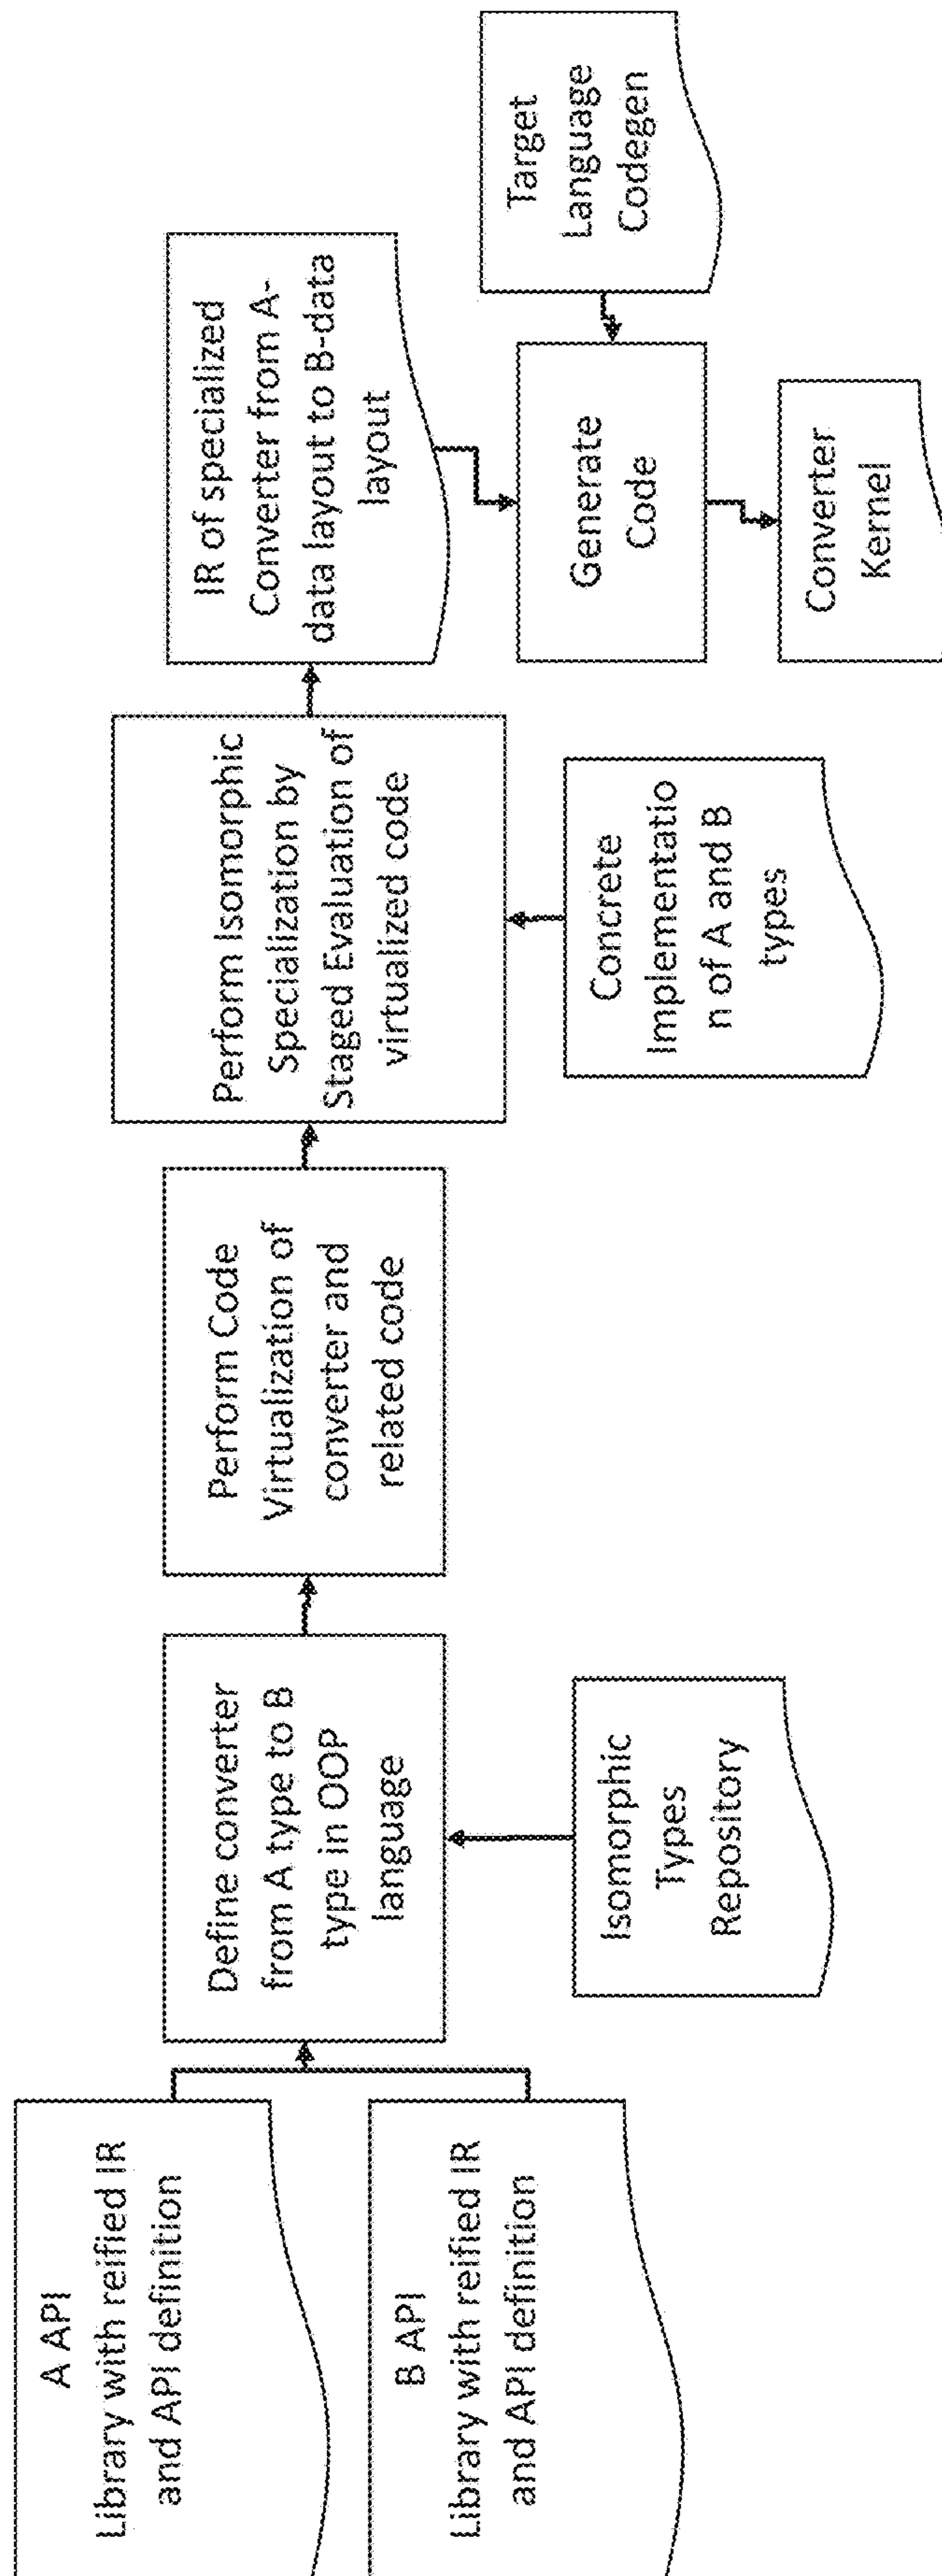 A API
Library with reified IR
and API definition
B API
Library with reified IR
and API definition
Define converter
from A type to B
type in OOP
language
Isomorphic
Types
Repository
Perform Code
Virtualization of
converter and
related code
Perform Isomorphic
Specialization by
Staged Evaluation of
virtualized code
Concrete
Implementatio
n of A and B
types
IR of specialized
Converter from A-
data layout to B-data
layout
Target
Language
Codegen
Generate
Code
Converter
Kernel